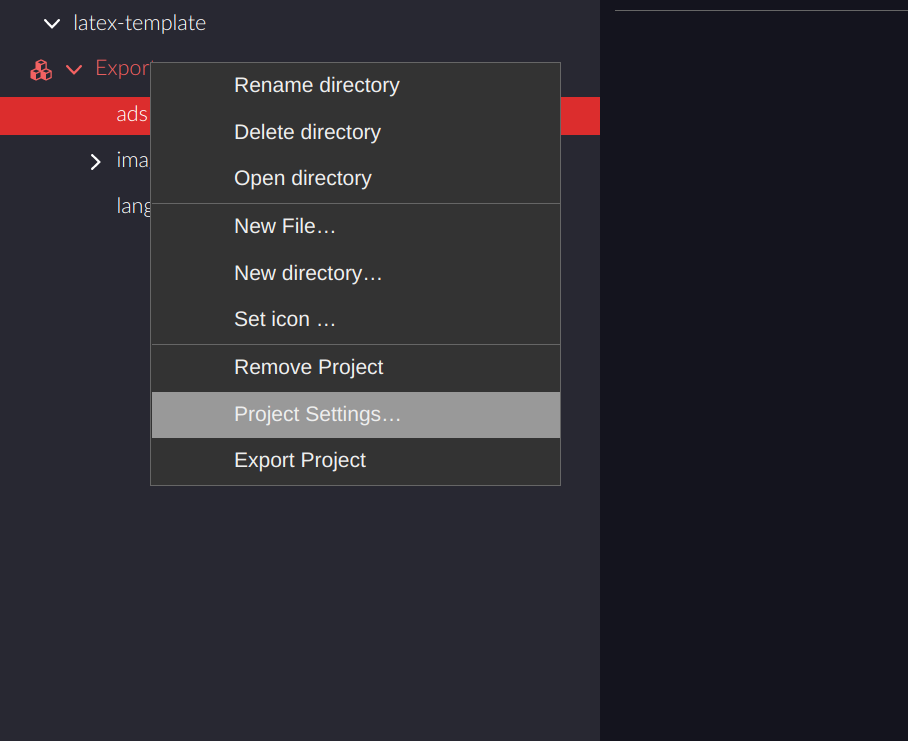 latex-template
Expor
ads
ima
lang
Rename directory
Delete directory
Open directory
New File…
New directory…
Set icon …
Remove Project
Project Settings…
Export Project